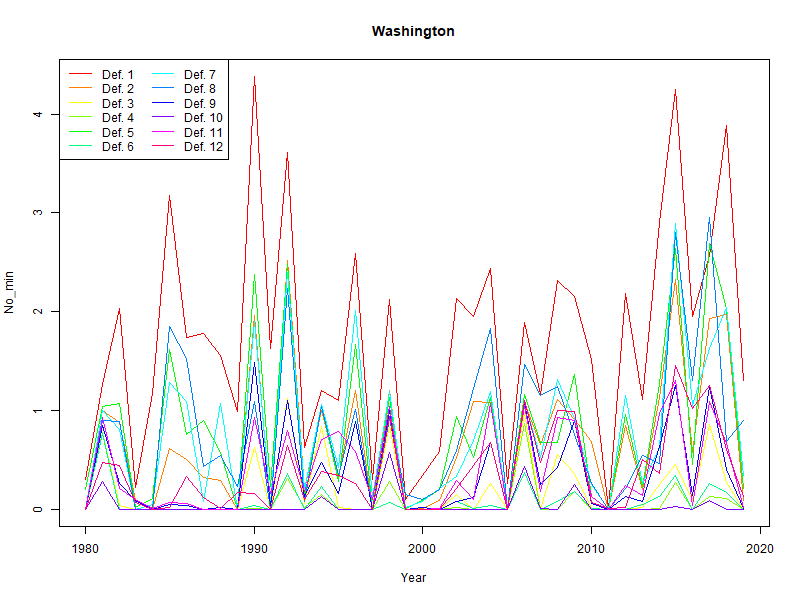 Washington
Def. 1 Def. 7
Def. 2 Def. 8
Def. 3 Def. 9
Def. 4 Def. 10
Def. 5 Def. 11
Def. 6 Def. 12
No_min
4
3
2
1
0
1980 1990 2000 2010 2020
Year